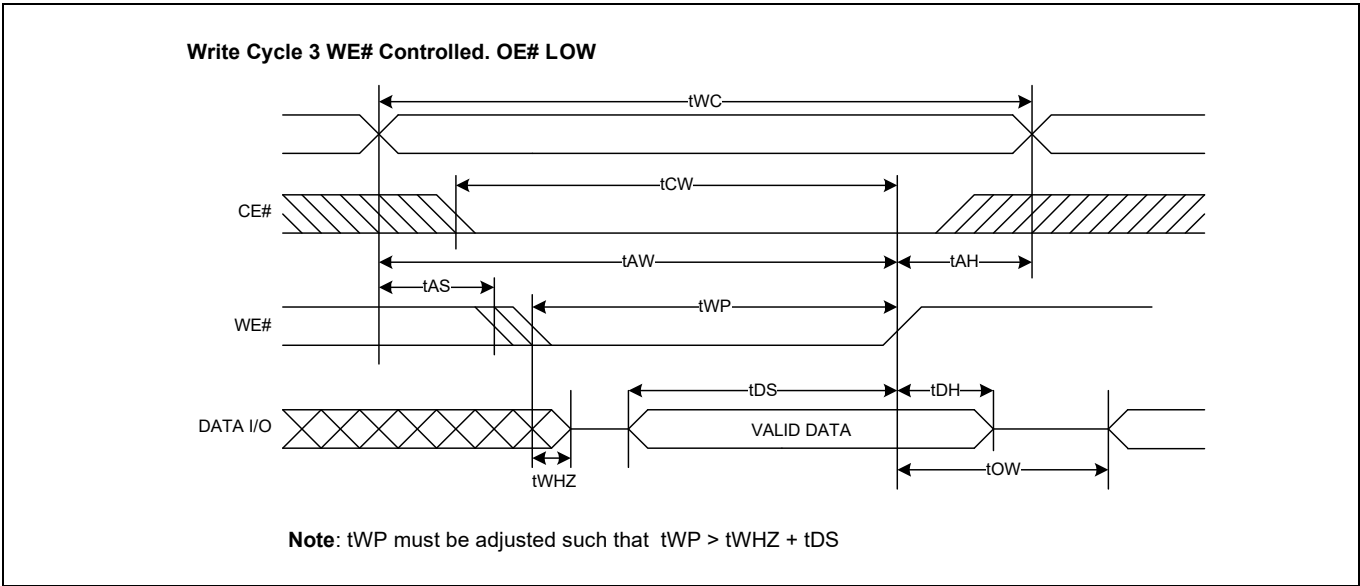 Write Cycle 3 WE# Controlled. OE# LOW
tWC
tCW
CE#
tAW
tAH
tAS
tWP
WE#
tDS
tDH
DATA I/O
VALID DATA
tOW
tWHZ
Note: tWP must be adjusted such that tWP > tWHZ + tDS